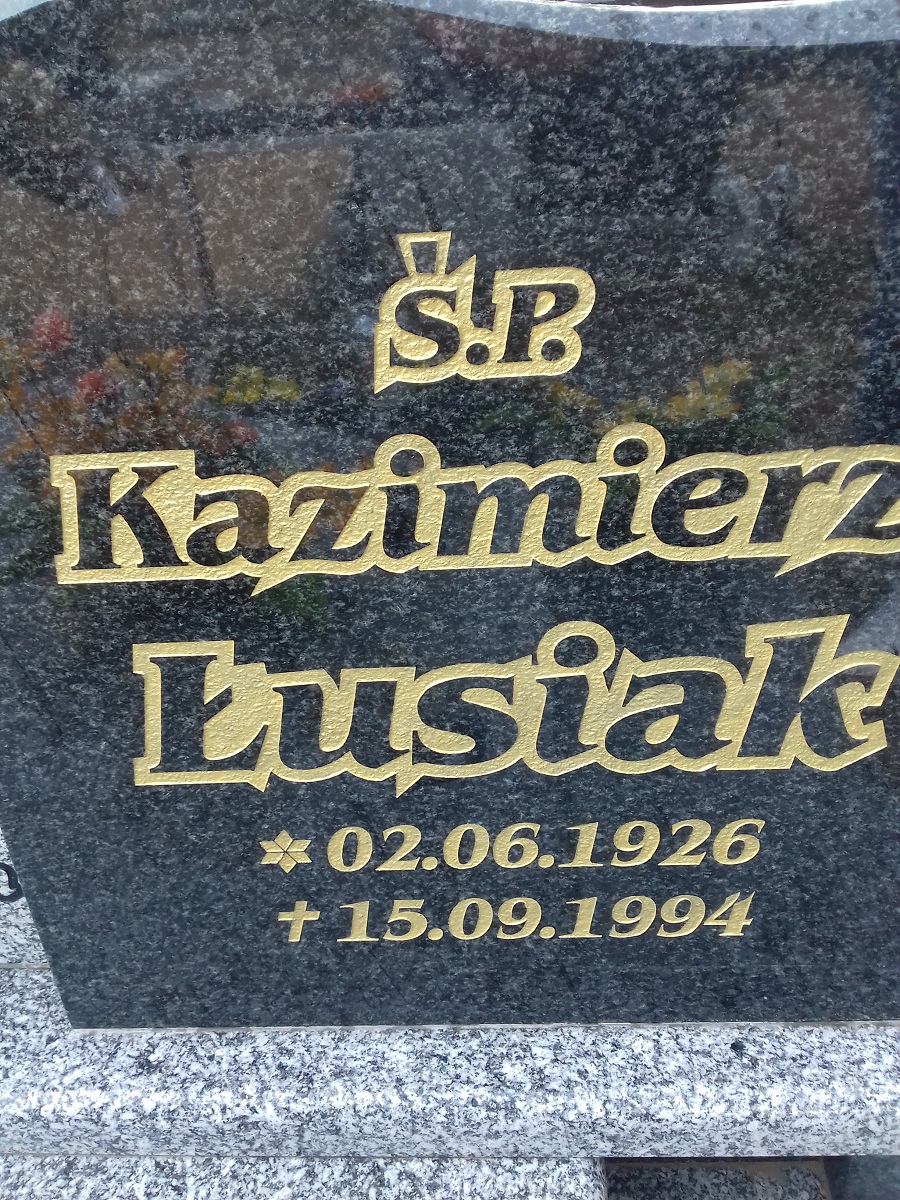 Ś.P.
Kazimierz
Łusiak
* 02.06.1926
✝ 15.09.1994